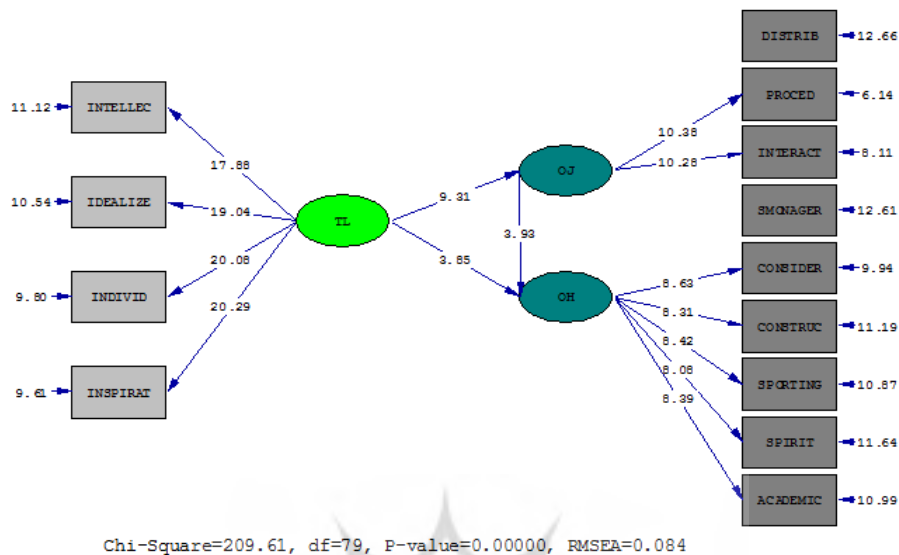 DISTRIB 12.66
11.12 INTELLEC
PROCED 6.14
10.38
17.88
OJ
10.28
INTERACT 8.11
10.54 IDEALIZE
19.04
9.31
TL
3.93
SMONAGER 12.61
20.08
3.85
8.63
CONSIDER 9.94
9.80 INDIVID
20.29
OH
8.31
CONSTRUC 11.19
8.42
8.08
SPORTING 10.87
9.61 INSPIRAT
8.39
SPIRIT 11.64
ACADEMIC 10.99
Chi-Square=209.61, df=79, P-value=0.00000, RMSEA=0.084